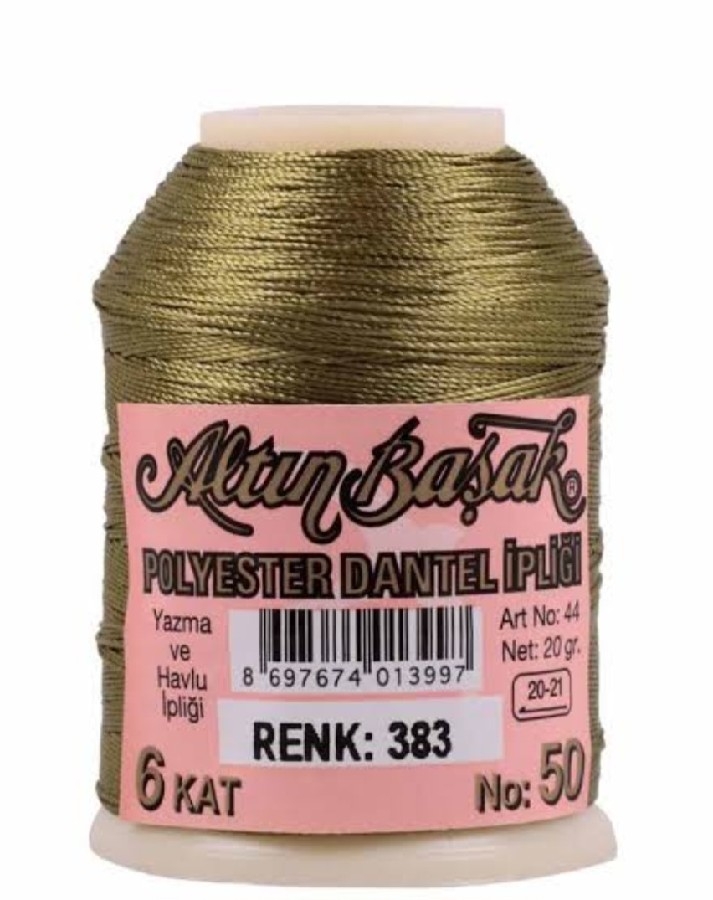 Altın Başak ®
POLYESTER DANTEL İPLİĞİ
Yazma
ve
Havlu
İpliği
8 697674 013997
Art No: 44
Net: 20 gr.
20-21
RENK: 383
6 KAT
No: 50